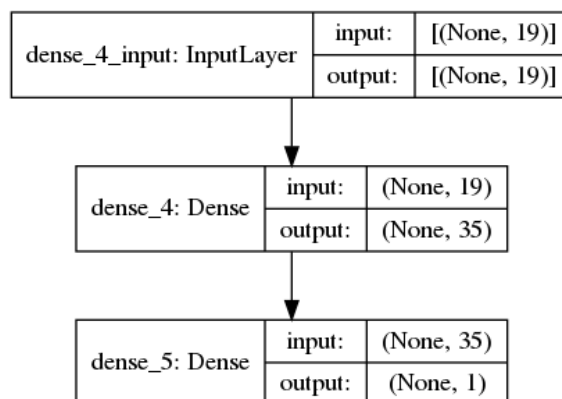 dense_4_input: InputLayer
input: [(None, 19)]
output: [(None, 19)]
dense_4: Dense
input: (None, 19)
output: (None, 35)
dense_5: Dense
input: (None, 35)
output: (None, 1)